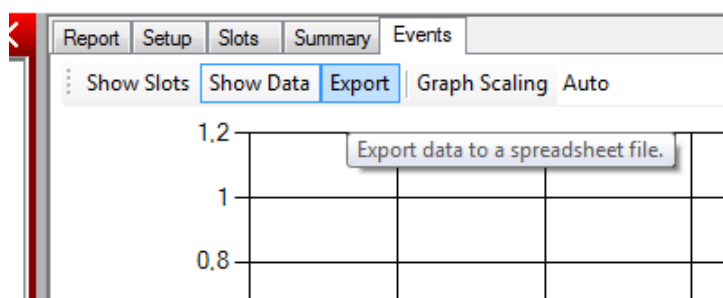 Report Setup Slots Summary Events
Show Slots Show Data Export Graph Scaling Auto
1,2
Export data to a spreadsheet file.
1
0,8